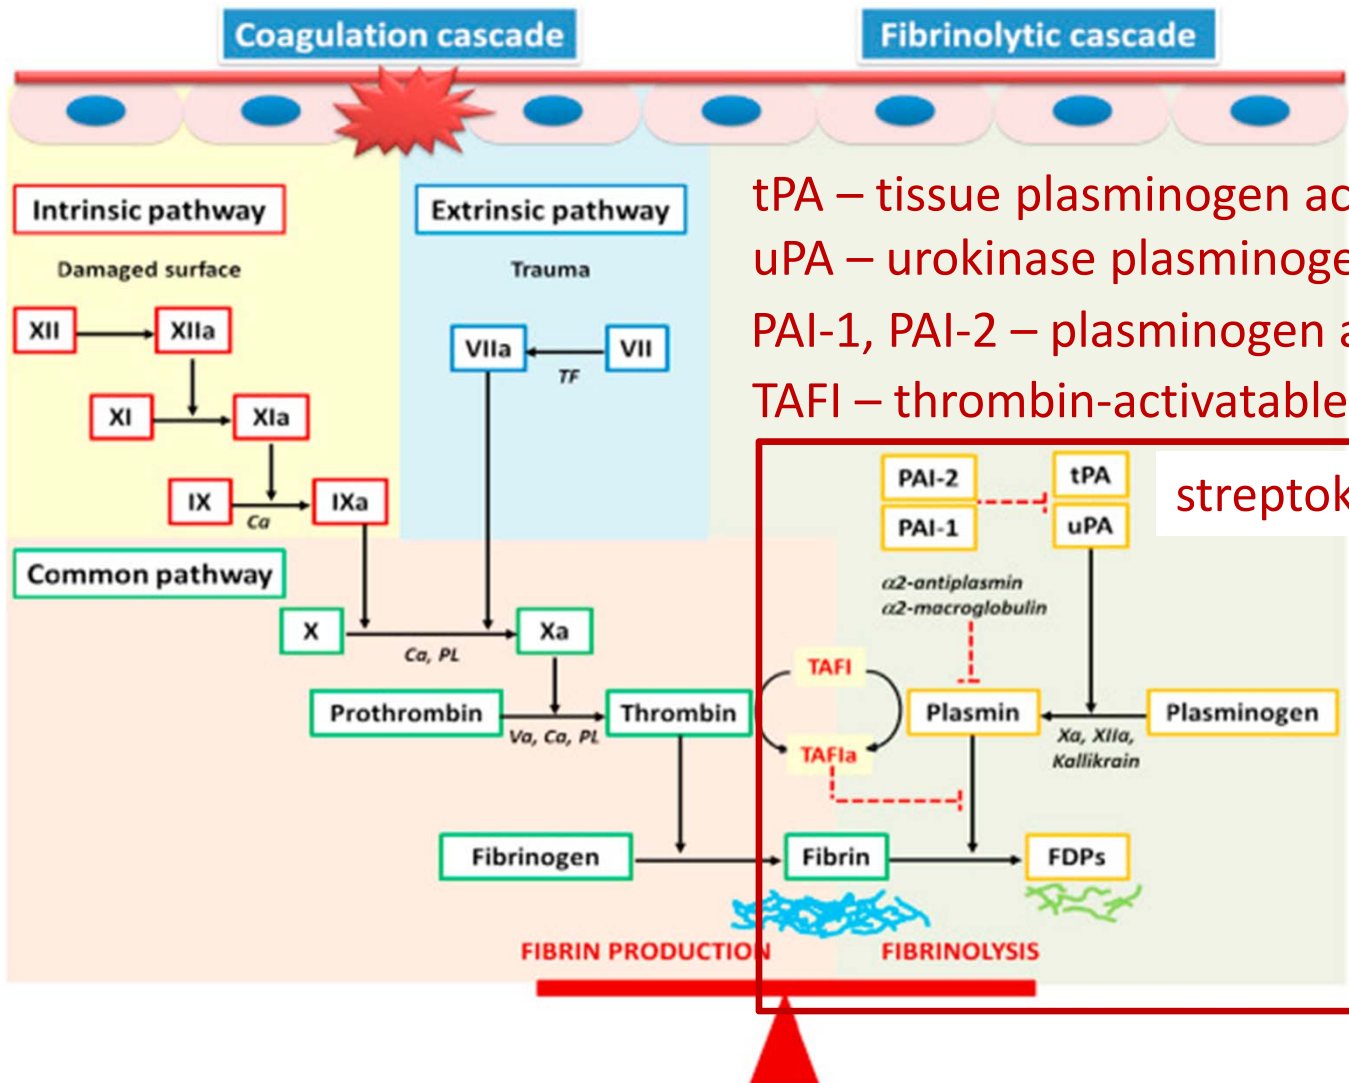 Coagulation cascade
Fibrinolytic cascade
Intrinsic pathway
Damaged surface
XII
XIIa
XI
XIa
IX
Ca
IXa
Extrinsic pathway
Trauma
VIIa
TF
VII
Common pathway
X
Ca, PL
Xa
Prothrombin
Va, Ca, PL
Thrombin
Fibrinogen
Fibrin
FIBRIN PRODUCTION
tPA – tissue plasminogen ac
uPA – urokinase plasminoge
PAI-1, PAI-2 – plasminogen a
TAFI – thrombin-activatable
PAI-2
PAI-1
tPA
uPA
streptok
α2-antiplasmin
α2-macroglobulin
TAFI
TAFIa
Plasmin
Xa, XIIa,
Kallikrain
Plasminogen
FDPs
FIBRINOLYSIS